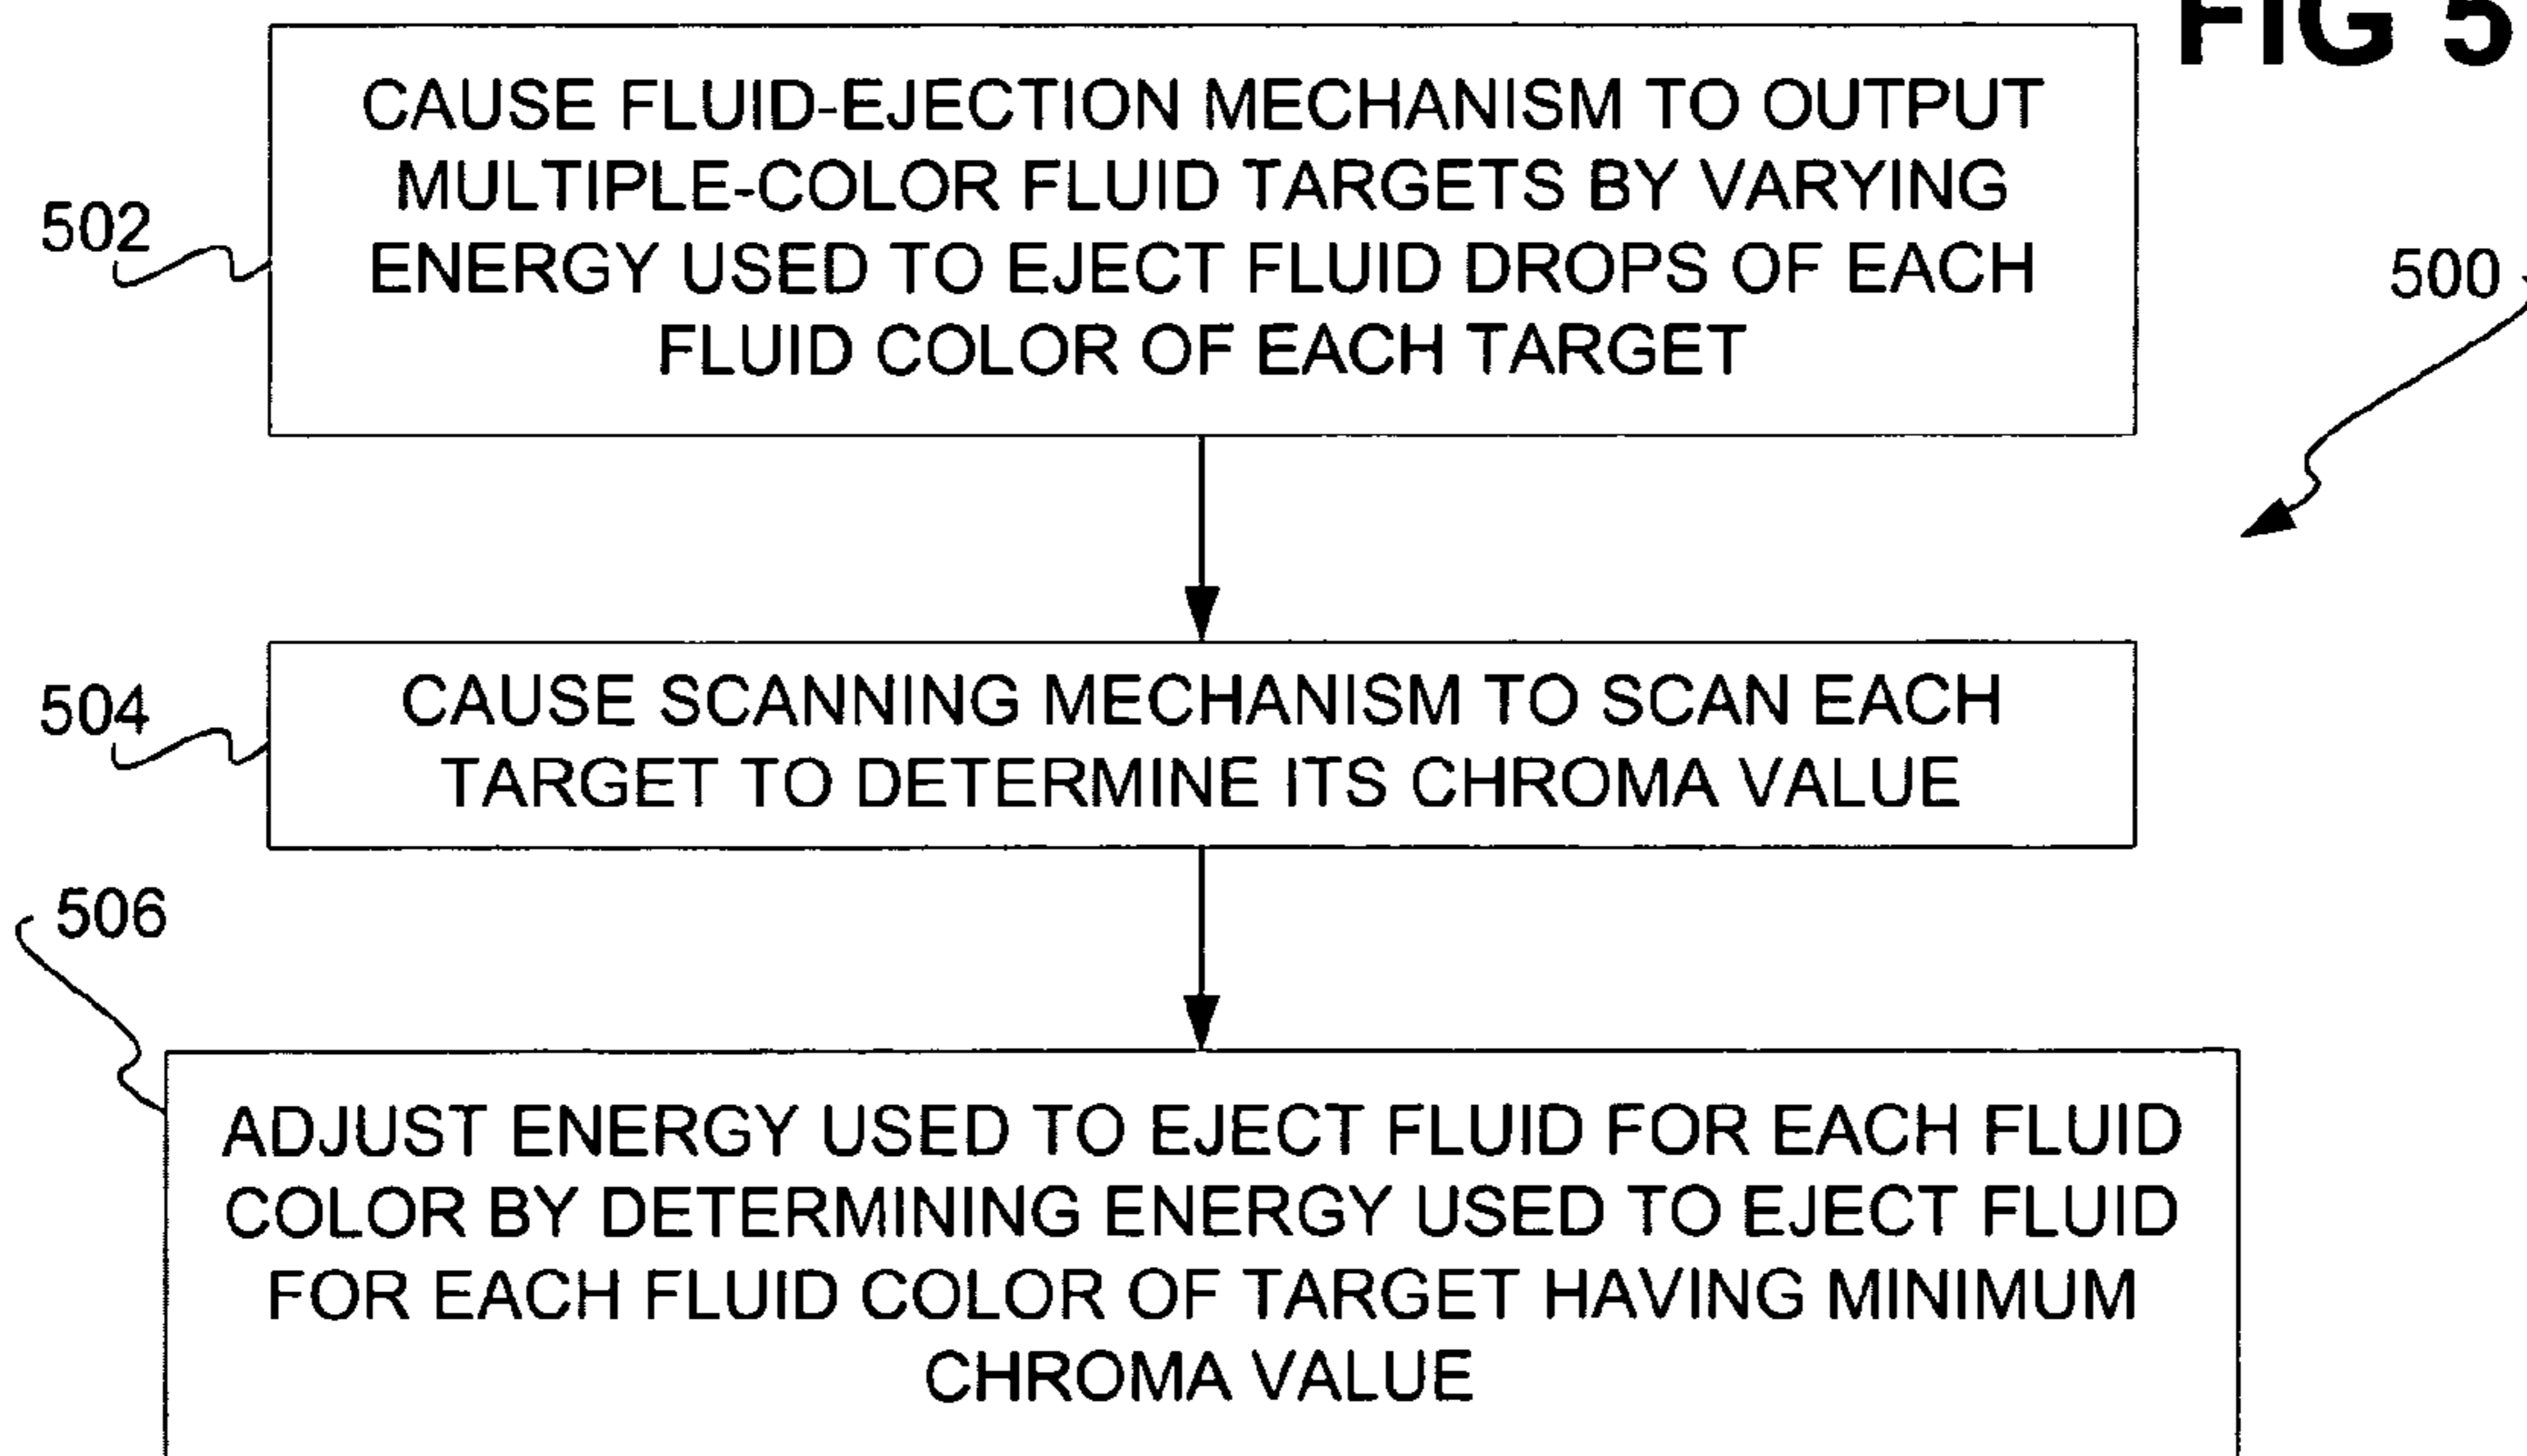 FIG 5
CAUSE FLUID-EJECTION MECHANISM TO OUTPUT
MULTIPLE-COLOR FLUID TARGETS BY VARYING
ENERGY USED TO EJECT FLUID DROPS OF EACH
FLUID COLOR OF EACH TARGET
502
500
CAUSE SCANNING MECHANISM TO SCAN EACH
TARGET TO DETERMINE ITS CHROMA VALUE
504
506
ADJUST ENERGY USED TO EJECT FLUID FOR EACH FLUID
COLOR BY DETERMINING ENERGY USED TO EJECT FLUID
FOR EACH FLUID COLOR OF TARGET HAVING MINIMUM
CHROMA VALUE